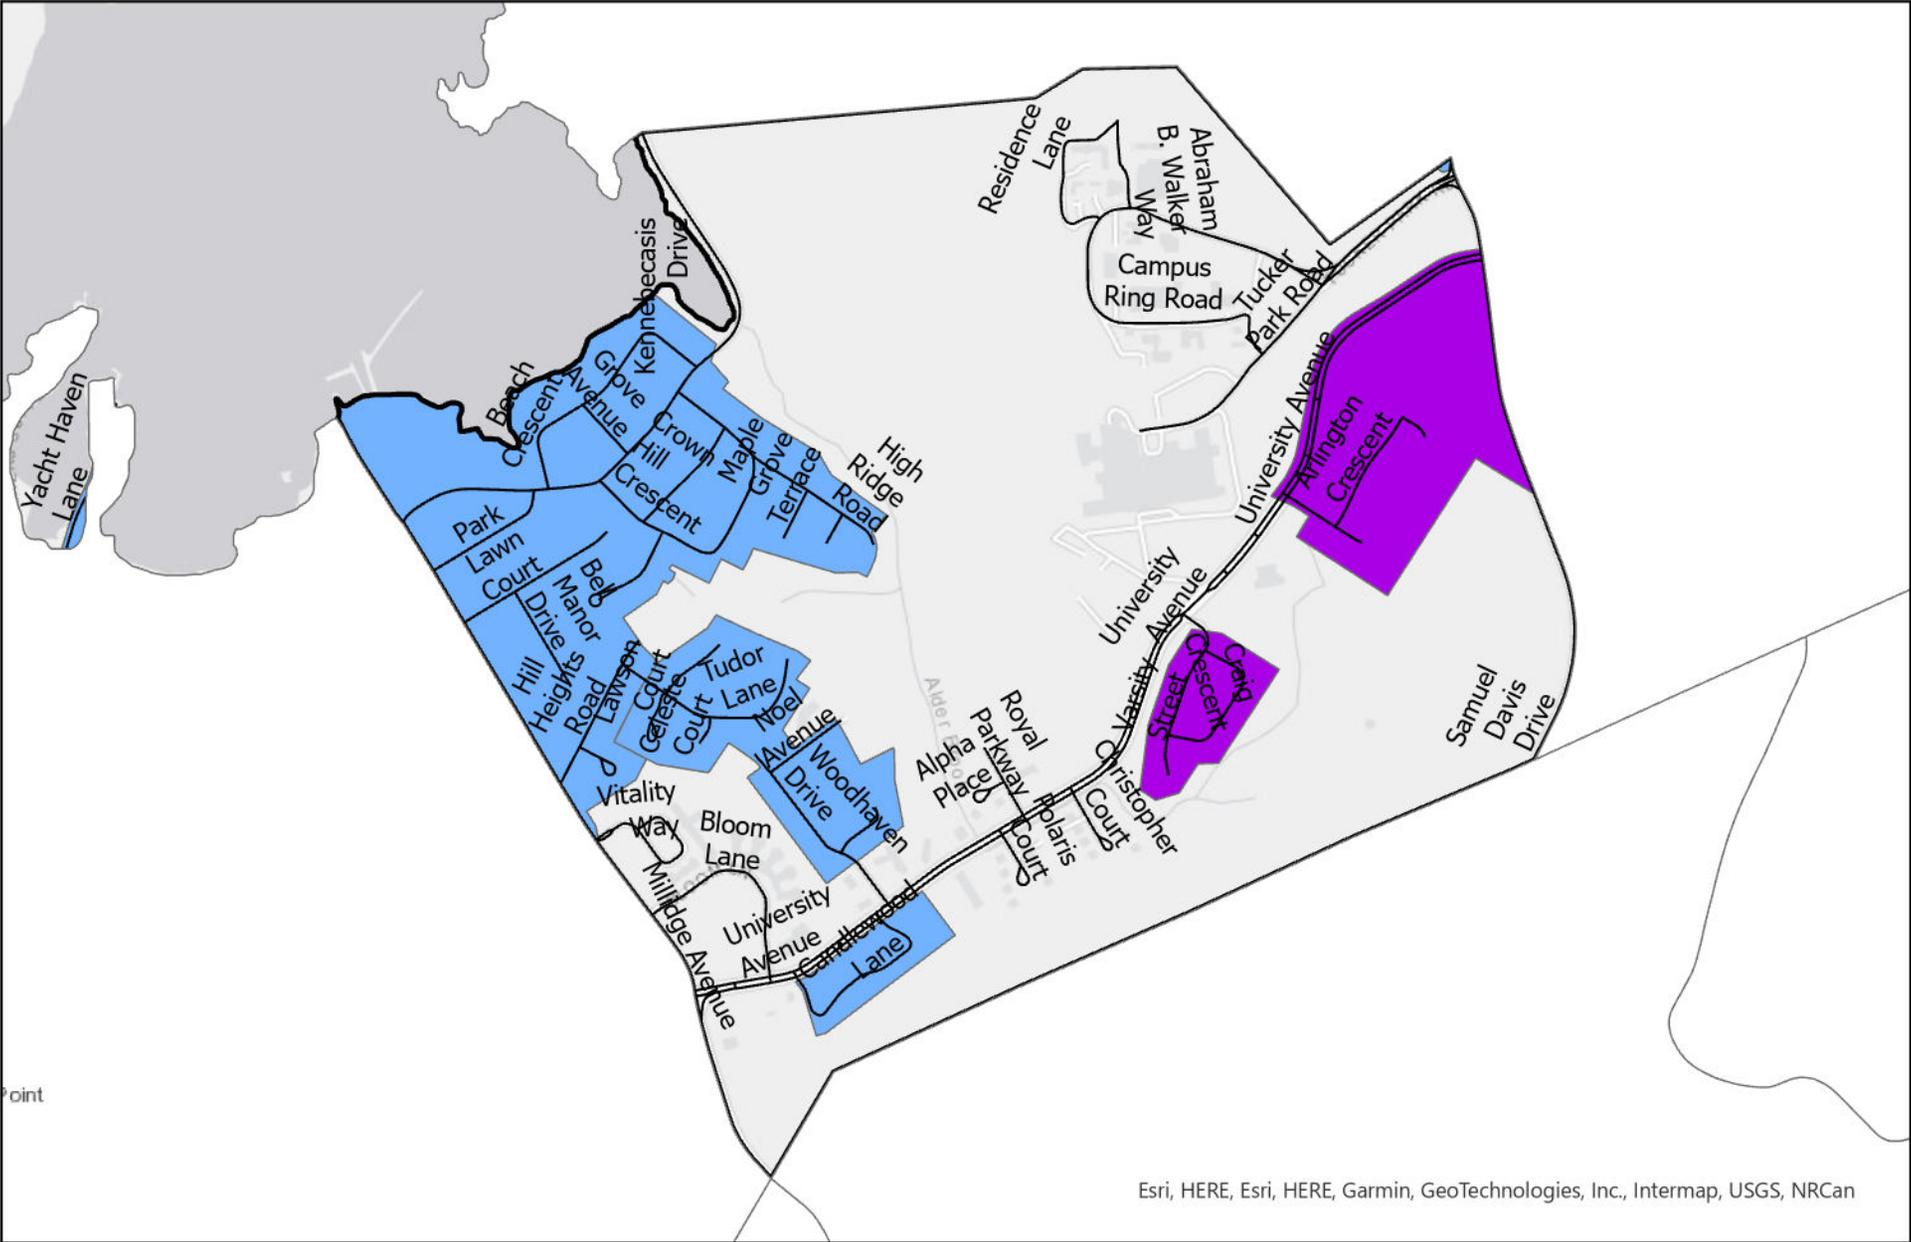 Residence
Lane
Abraham
B. Walker
Way
Campus
Ring Road
Tucker
Park Road
Kennebecasis
Drive
Beach
Crescent
Grove
Avenue
Crown
Hill
Crescent
Maple
Grove
Terrace
High
Ridge
Road
Yacht Haven
Lane
Park
Lawn
Court
Bell
Manor
Drive
Hill
Heights
Road
Lawson
Court
Celeste
Court
Tudor
Lane
Noel
Avenue
Woodhaven
Drive
Vitality
Way
Bloom
Lane
Millidge Avenue
University
Avenue
Candlewood
Lane
Alpha
Place
Royal
Parkway
Polaris
Court
Christopher
Court
Varsity
Street
Craig
Crescent
University
Avenue
University Avenue
Arlington
Crescent
Samuel
Davis
Drive
Point
Esri, HERE, Esri, HERE, Garmin, GeoTechnologies, Inc., Intermap, USGS, NRCan